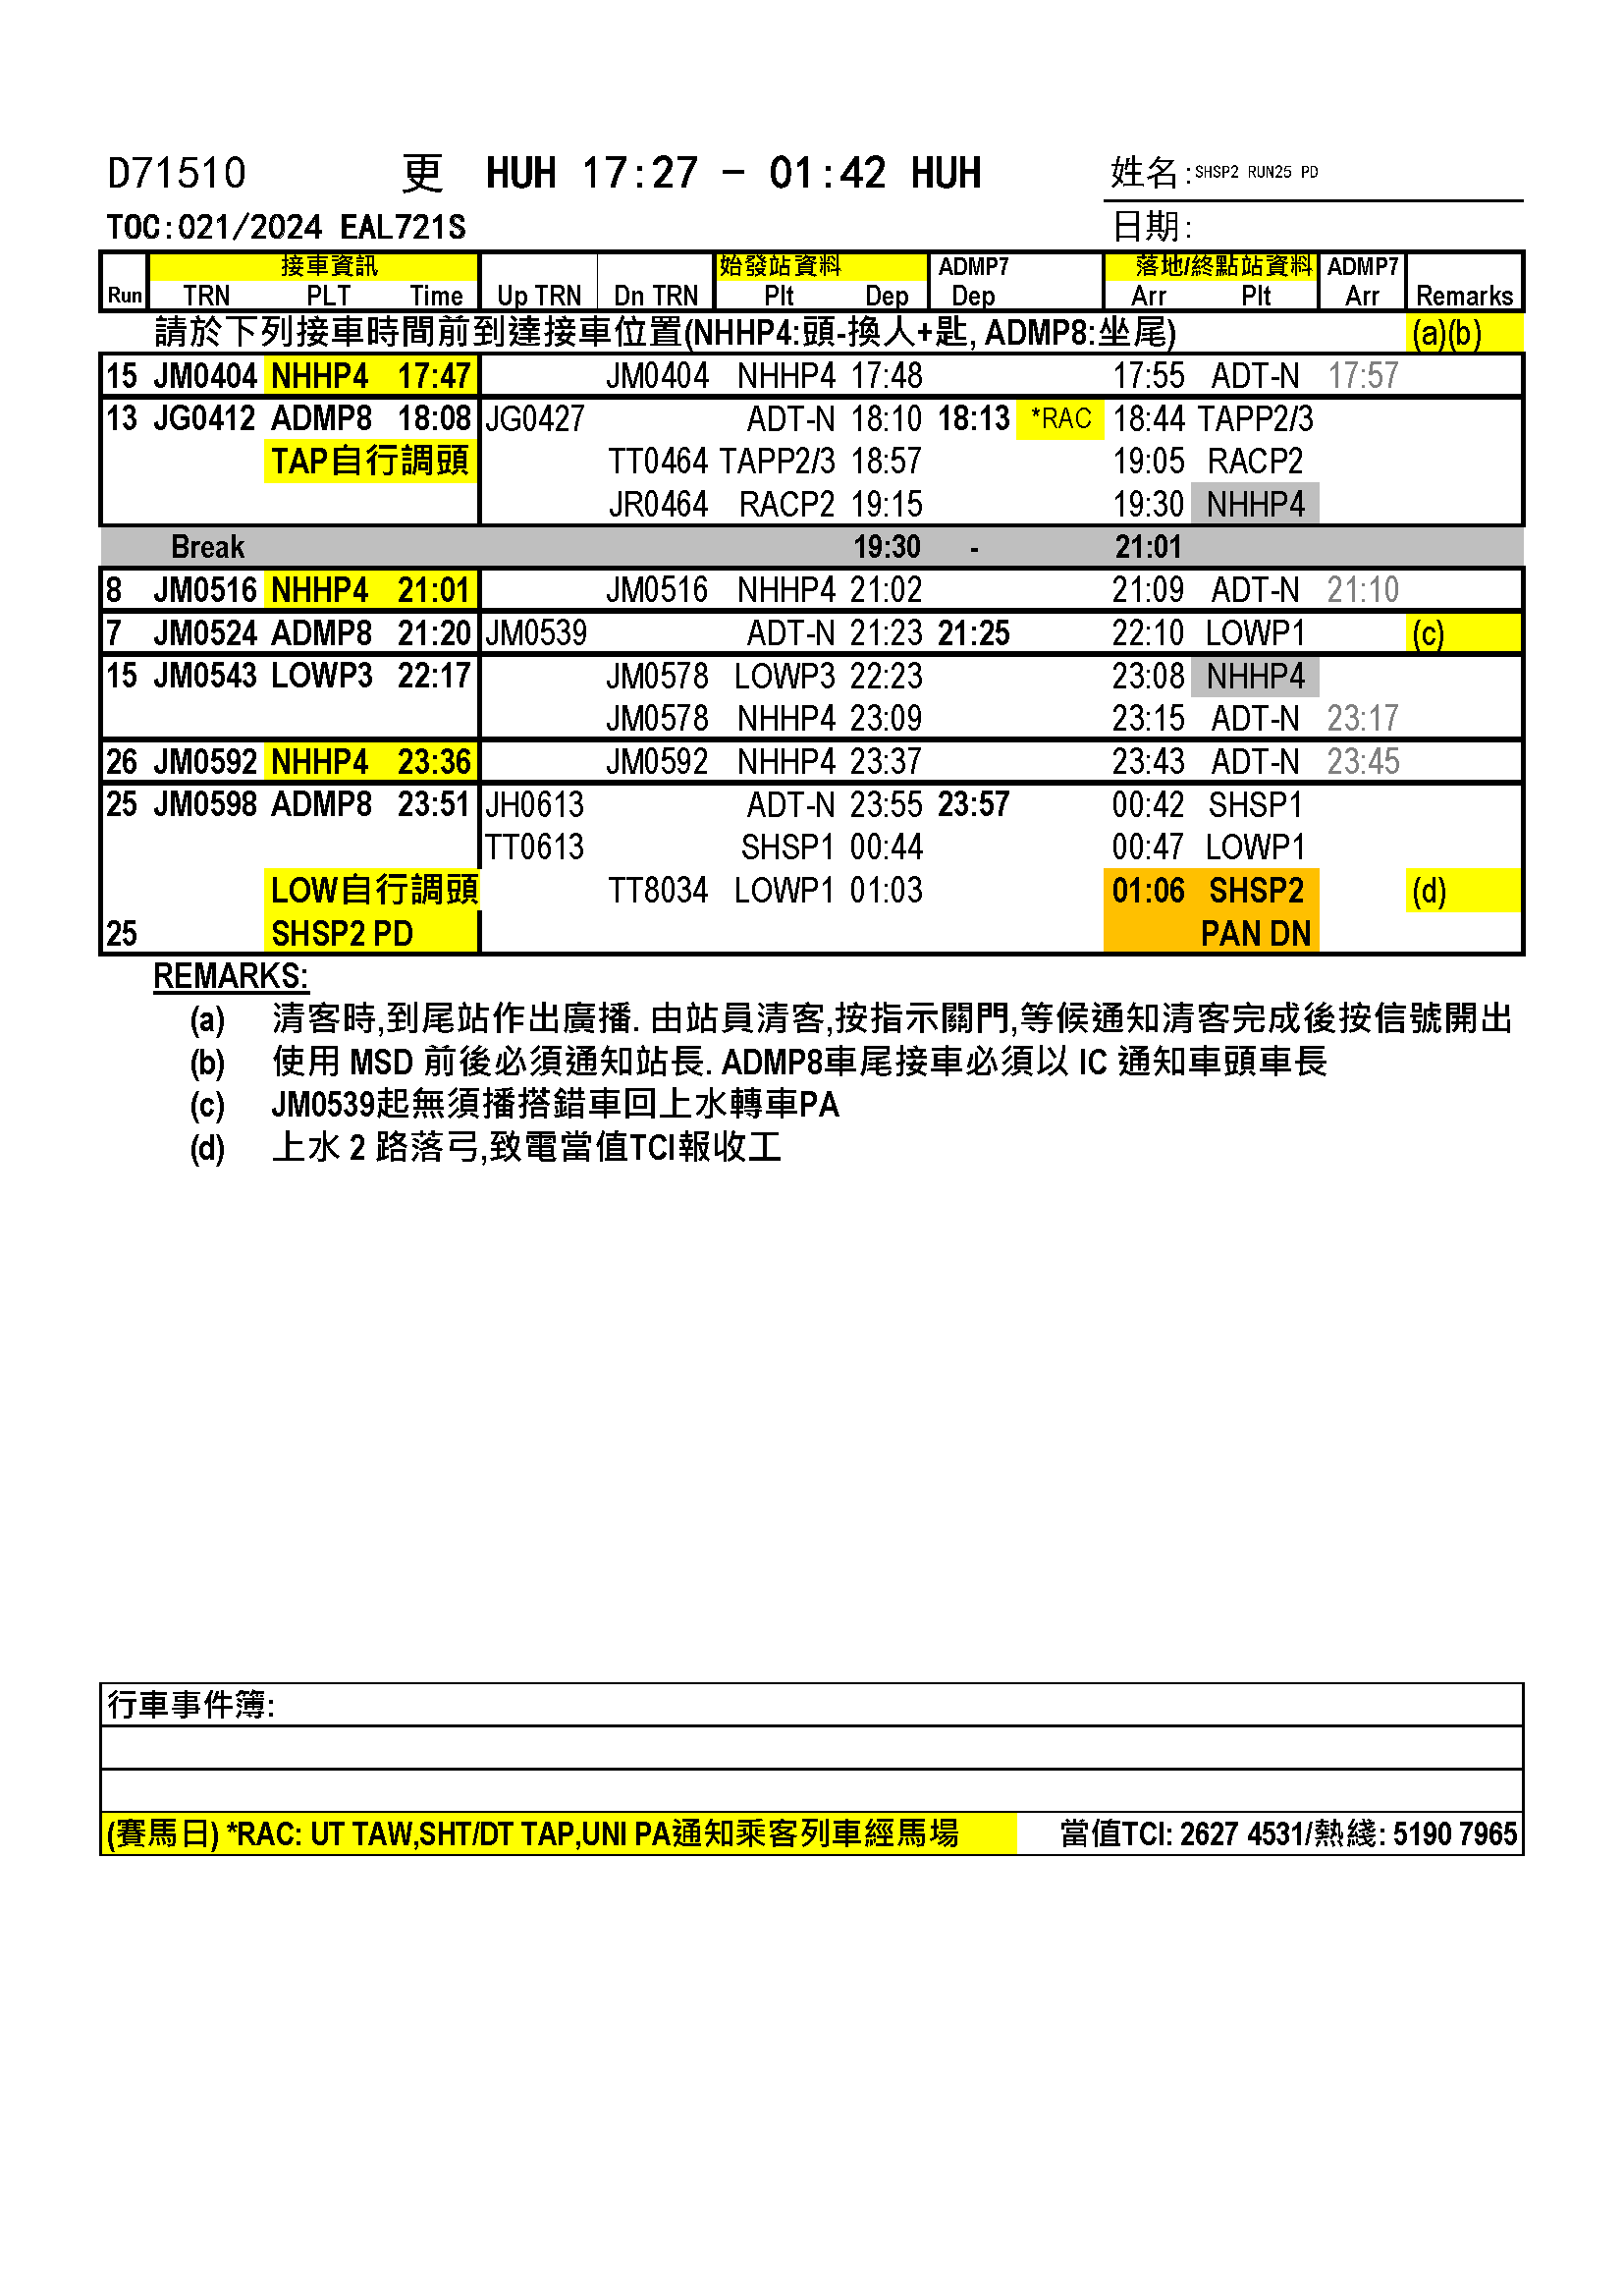 D71510 更 HUH 17:27 - 01:42 HUH 姓名:SHSP2 RUN25 PD
TOC:021/2024 EAL721S 日期:
接車資訊 始發站資料 ADMP7 落地/終點站資料 ADMP7
Run TRN PLT Time Up TRN Dn TRN Plt Dep Dep Arr Plt Arr Remarks
請於下列接車時間前到達接車位置(NHHP4:頭-換人+匙, ADMP8:坐尾) (a)(b)
15 JM0404 NHHP4 17:47 JM0404 NHHP4 17:48 17:55 ADT-N 17:57
13 JG0412 ADMP8 18:08 JG0427 ADT-N 18:10 18:13 *RAC 18:44 TAPP2/3
TAP自行調頭 TT0464 TAPP2/3 18:57 19:05 RACP2
JR0464 RACP2 19:15 19:30 NHHP4
Break 19:30 - 21:01
8 JM0516 NHHP4 21:01 JM0516 NHHP4 21:02 21:09 ADT-N 21:10
7 JM0524 ADMP8 21:20 JM0539 ADT-N 21:23 21:25 22:10 LOWP1 (c)
15 JM0543 LOWP3 22:17 JM0578 LOWP3 22:23 23:08 NHHP4
JM0578 NHHP4 23:09 23:15 ADT-N 23:17
26 JM0592 NHHP4 23:36 JM0592 NHHP4 23:37 23:43 ADT-N 23:45
25 JM0598 ADMP8 23:51 JH0613 ADT-N 23:55 23:57 00:42 SHSP1
TT0613 SHSP1 00:44 00:47 LOWP1
LOW自行調頭 TT8034 LOWP1 01:03 01:06 SHSP2 (d)
25 SHSP2 PD PAN DN
REMARKS:
(a) 清客時,到尾站作出廣播. 由站員清客,按指示關門,等候通知清客完成後按信號開出
(b) 使用 MSD 前後必須通知站長. ADMP8車尾接車必須以 IC 通知車頭車長
(c) JM0539起無須播搭錯車回上水轉車PA
(d) 上水 2 路落弓,致電當值TCI報收工
行車事件簿:
(賽馬日) *RAC: UT TAW,SHT/DT TAP,UNI PA通知乘客列車經馬場 當值TCI: 2627 4531/熱綫: 5190 7965